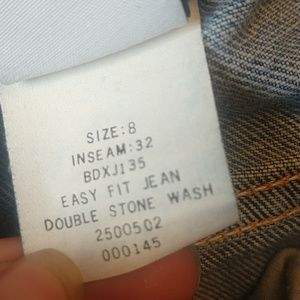 SIZE:8
INSEAM:32
BDXJ135
EASY FIT JEAN
DOUBLE STONE WASH
2500502
000145